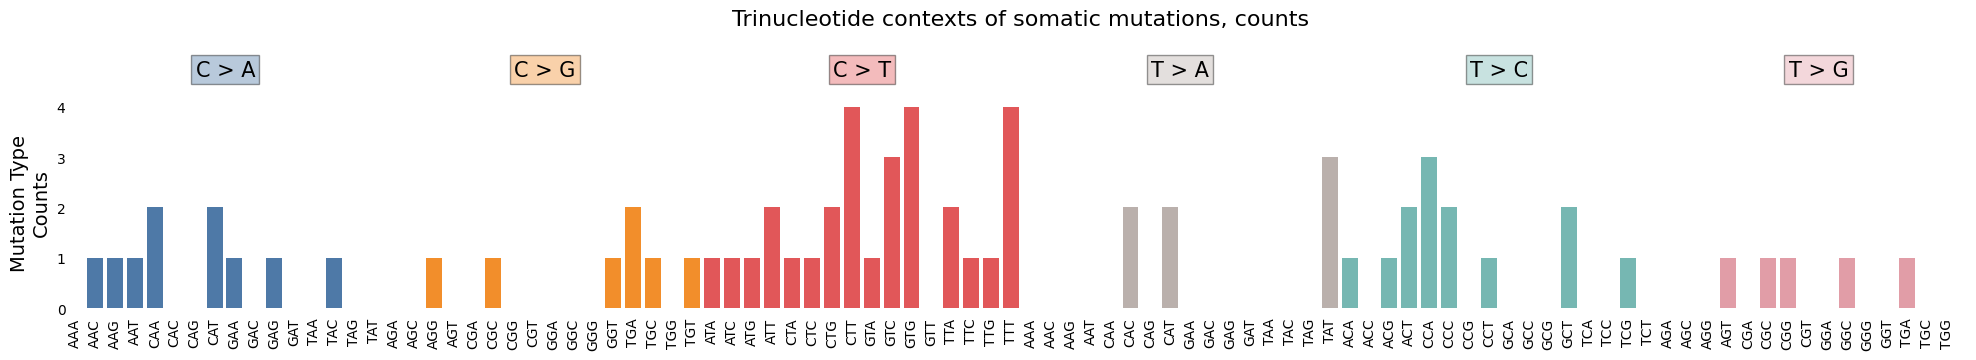 Trinucleotide contexts of somatic mutations, counts
C > A
C > G
C > T
T > A
T > C
T > G
Mutation Type
Counts
4
3
2
1
0
AAA
AAC
AAG
AAT
CAA
CAC
CAG
CAT
GAA
GAC
GAG
GAT
TAA
TAC
TAG
TAT
AGA
AGC
AGG
AGT
CGA
CGC
CGG
CGT
GGA
GGC
GGG
GGT
TGA
TGC
TGG
TGT
ATA
ATC
ATG
ATT
CTA
CTC
CTG
CTT
GTA
GTC
GTG
GTT
TTA
TTC
TTG
TTT
AAA
AAC
AAG
AAT
CAA
CAC
CAG
CAT
GAA
GAC
GAG
GAT
TAA
TAC
TAG
TAT
ACA
ACC
ACG
ACT
CCA
CCC
CCG
CCT
GCA
GCC
GCG
GCT
TCA
TCC
TCG
TCT
AGA
AGC
AGG
AGT
CGA
CGC
CGG
CGT
GGA
GGC
GGG
GGT
TGA
TGC
TGG